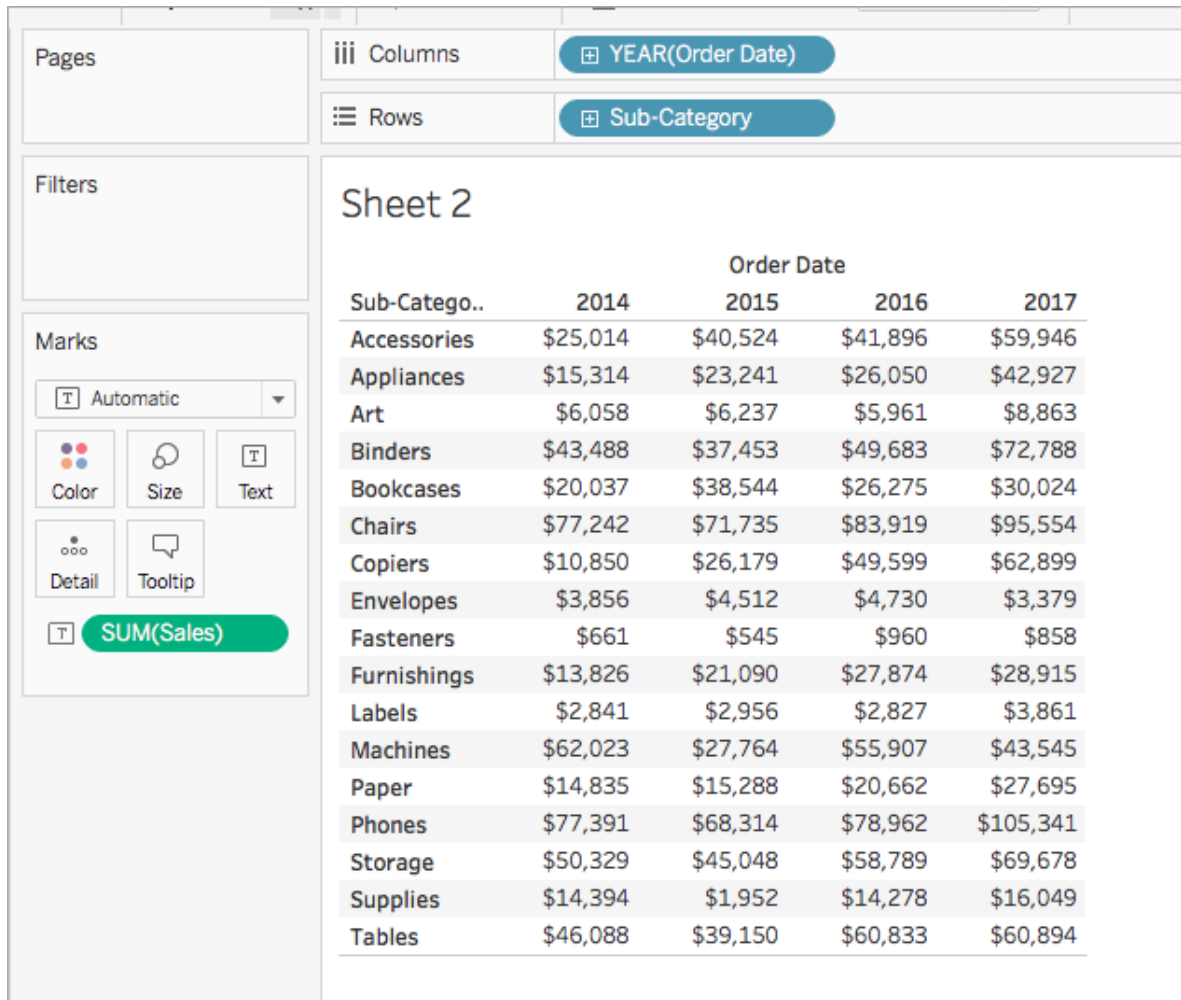 Pages
Columns YEAR(Order Date)
Rows Sub-Category
Filters
Sheet 2
Order Date
Sub-Catego.. 2014 2015 2016 2017
Marks
Accessories $25,014 $40,524 $41,896 $59,946
Appliances $15,314 $23,241 $26,050 $42,927
T Automatic
Art $6,058 $6,237 $5,961 $8,863
Binders $43,488 $37,453 $49,683 $72,788
T
Color Size Text
Bookcases $20,037 $38,544 $26,275 $30,024
Chairs $77,242 $71,735 $83,919 $95,554
Copiers $10,850 $26,179 $49,599 $62,899
Detail Tooltip
Envelopes $3,856 $4,512 $4,730 $3,379
T SUM(Sales)
Fasteners $661 $545 $960 $858
Furnishings $13,826 $21,090 $27,874 $28,915
Labels $2,841 $2,956 $2,827 $3,861
Machines $62,023 $27,764 $55,907 $43,545
Paper $14,835 $15,288 $20,662 $27,695
Phones $77,391 $68,314 $78,962 $105,341
Storage $50,329 $45,048 $58,789 $69,678
Supplies $14,394 $1,952 $14,278 $16,049
Tables $46,088 $39,150 $60,833 $60,894